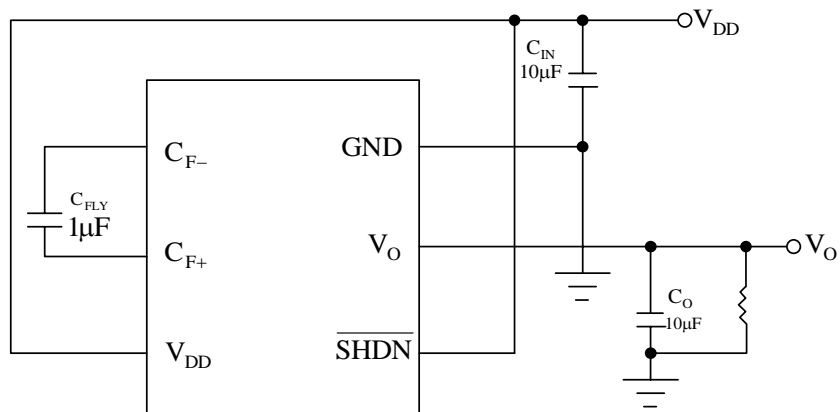 V_DD
C_IN
10μF
C_F−
GND
C_FLY
1μF
C_F+
V_O
V_O
C_O
10μF
V_DD
SHDN